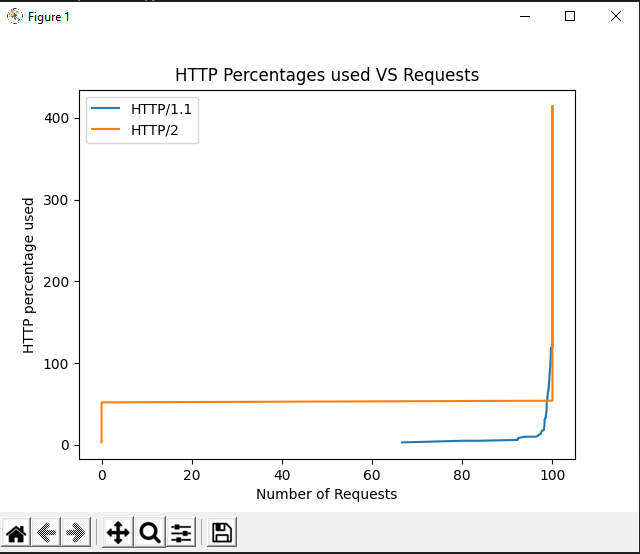 Figure 1
HTTP Percentages used VS Requests
HTTP/1.1
HTTP/2
400
300
200
100
0
HTTP percentage used
0 20 40 60 80 100
Number of Requests